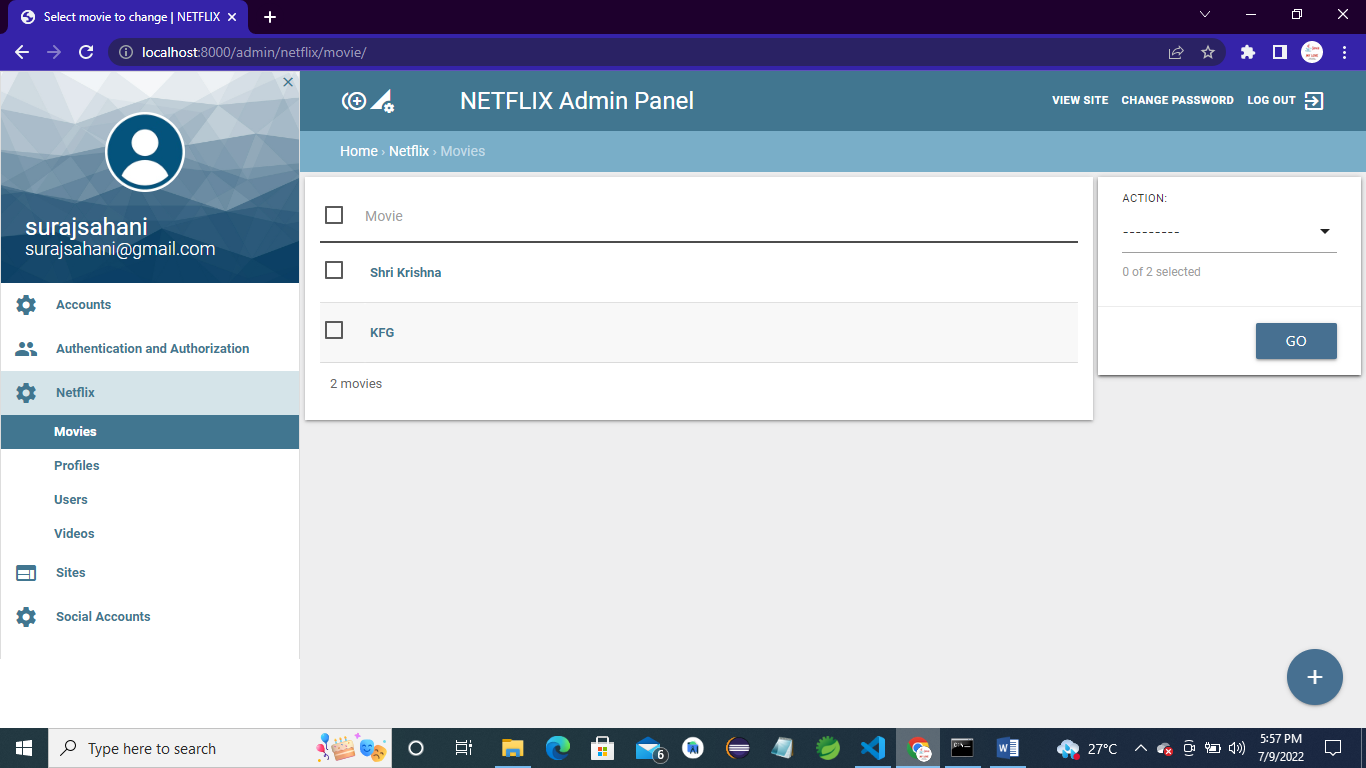 Select movie to change | NETFLIX
localhost:8000/admin/netflix/movie/
NETFLIX Admin Panel
VIEW SITE CHANGE PASSWORD LOG OUT
Home › Netflix › Movies
surajsahani
surajsahani@gmail.com
Accounts
Authentication and Authorization
Netflix
Movies
Profiles
Users
Videos
Sites
Social Accounts
Movie
Shri Krishna
KFG
2 movies
ACTION:
---------
0 of 2 selected
GO
+
Type here to search
6
27°C
5:57 PM
7/9/2022